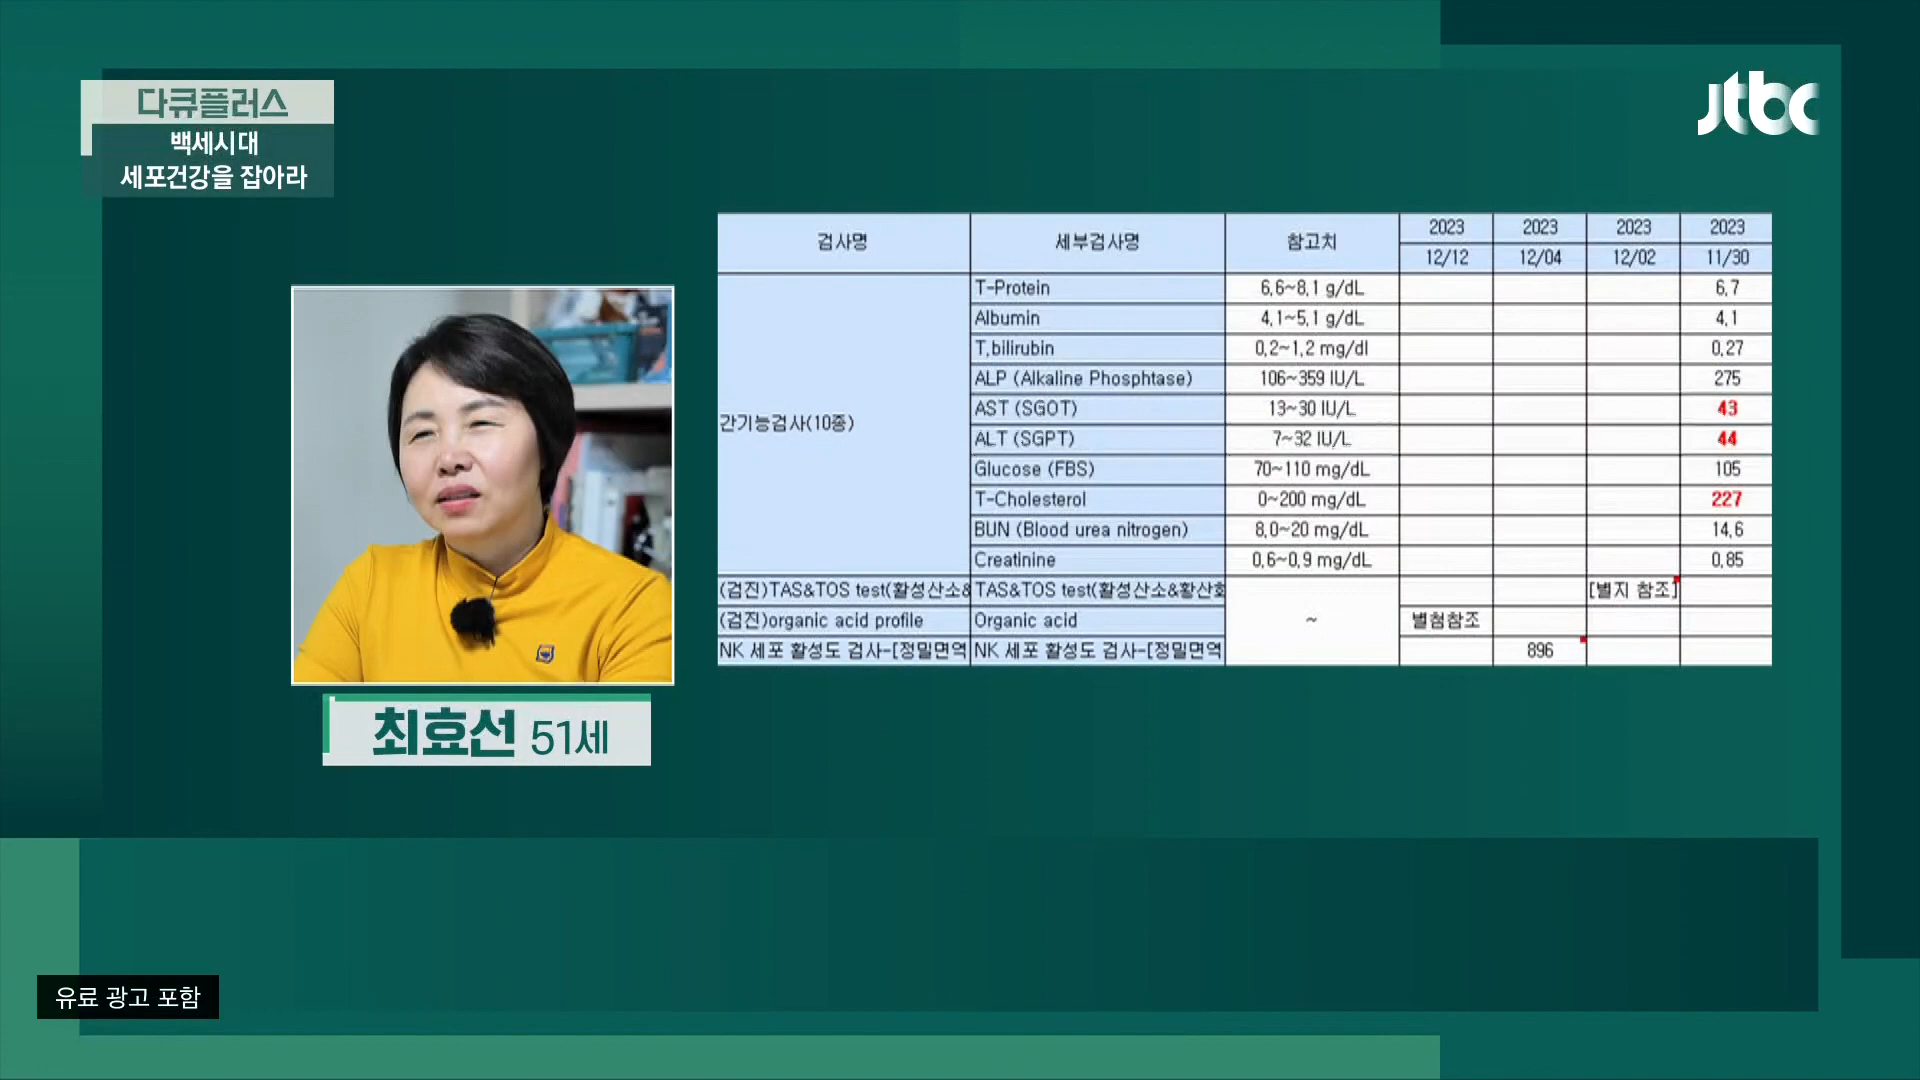 다큐플러스
백세시대
세포건강을 잡아라
jtbc
검사명 세부검사명 참고치 2023 12/12 2023 12/04 2023 12/02 2023 11/30
간기능검사(10종)
T-Protein 6.6~8.1 g/dL 6.7
Albumin 4.1~5.1 g/dL 4.1
T.bilirubin 0.2~1.2 mg/dl 0.27
ALP (Alkaline Phosphtase) 106~359 IU/L 275
AST (SGOT) 13~30 IU/L 43
ALT (SGPT) 7~32 IU/L 44
Glucose (FBS) 70~110 mg/dL 105
T-Cholesterol 0~200 mg/dL 227
BUN (Blood urea nitrogen) 8.0~20 mg/dL 14.6
Creatinine 0.6~0.9 mg/dL 0.85
(검진)TAS&TOS test(활성산소& TAS&TOS test(활성산소&황산화 [별지 참조]
(검진)organic acid profile Organic acid ~ 별첨참조
NK 세포 활성도 검사-[정밀면역 NK 세포 활성도 검사-[정밀면역 896
최효선 51세
유료 광고 포함